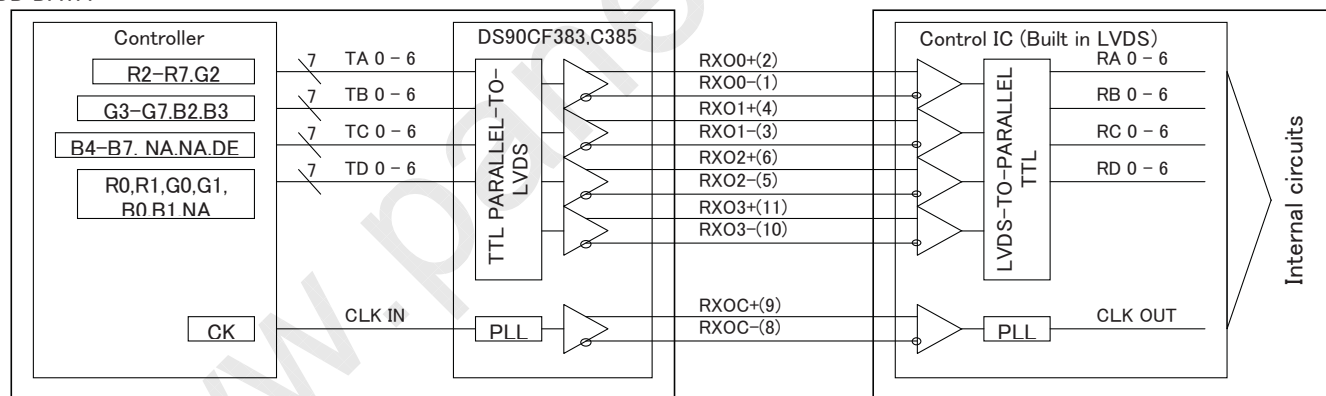 Controller
R2-R7.G2
G3-G7.B2.B3
B4-B7. NA.NA.DE
R0,R1,G0,G1,
B0.B1.NA
CK
7
TA 0 - 6
7
TB 0 - 6
7
TC 0 - 6
7
TD 0 - 6
CLK IN
DS90CF383,C385
TTL PARALLEL-TO-
LVDS
PLL
RXO0+(2)
RXO0-(1)
RXO1+(4)
RXO1-(3)
RXO2+(6)
RXO2-(5)
RXO3+(11)
RXO3-(10)
RXOC+(9)
RXOC-(8)
Control IC (Built in LVDS)
LVDS-TO-PARALLEL
TTL
PLL
RA 0 - 6
RB 0 - 6
RC 0 - 6
RD 0 - 6
CLK OUT
Internal circuits